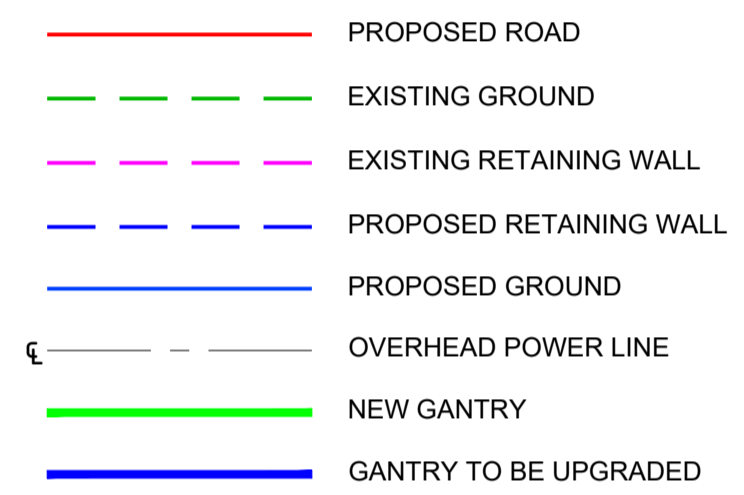 PROPOSED ROAD
EXISTING GROUND
EXISTING RETAINING WALL
PROPOSED RETAINING WALL
PROPOSED GROUND
℄ OVERHEAD POWER LINE
NEW GANTRY
GANTRY TO BE UPGRADED